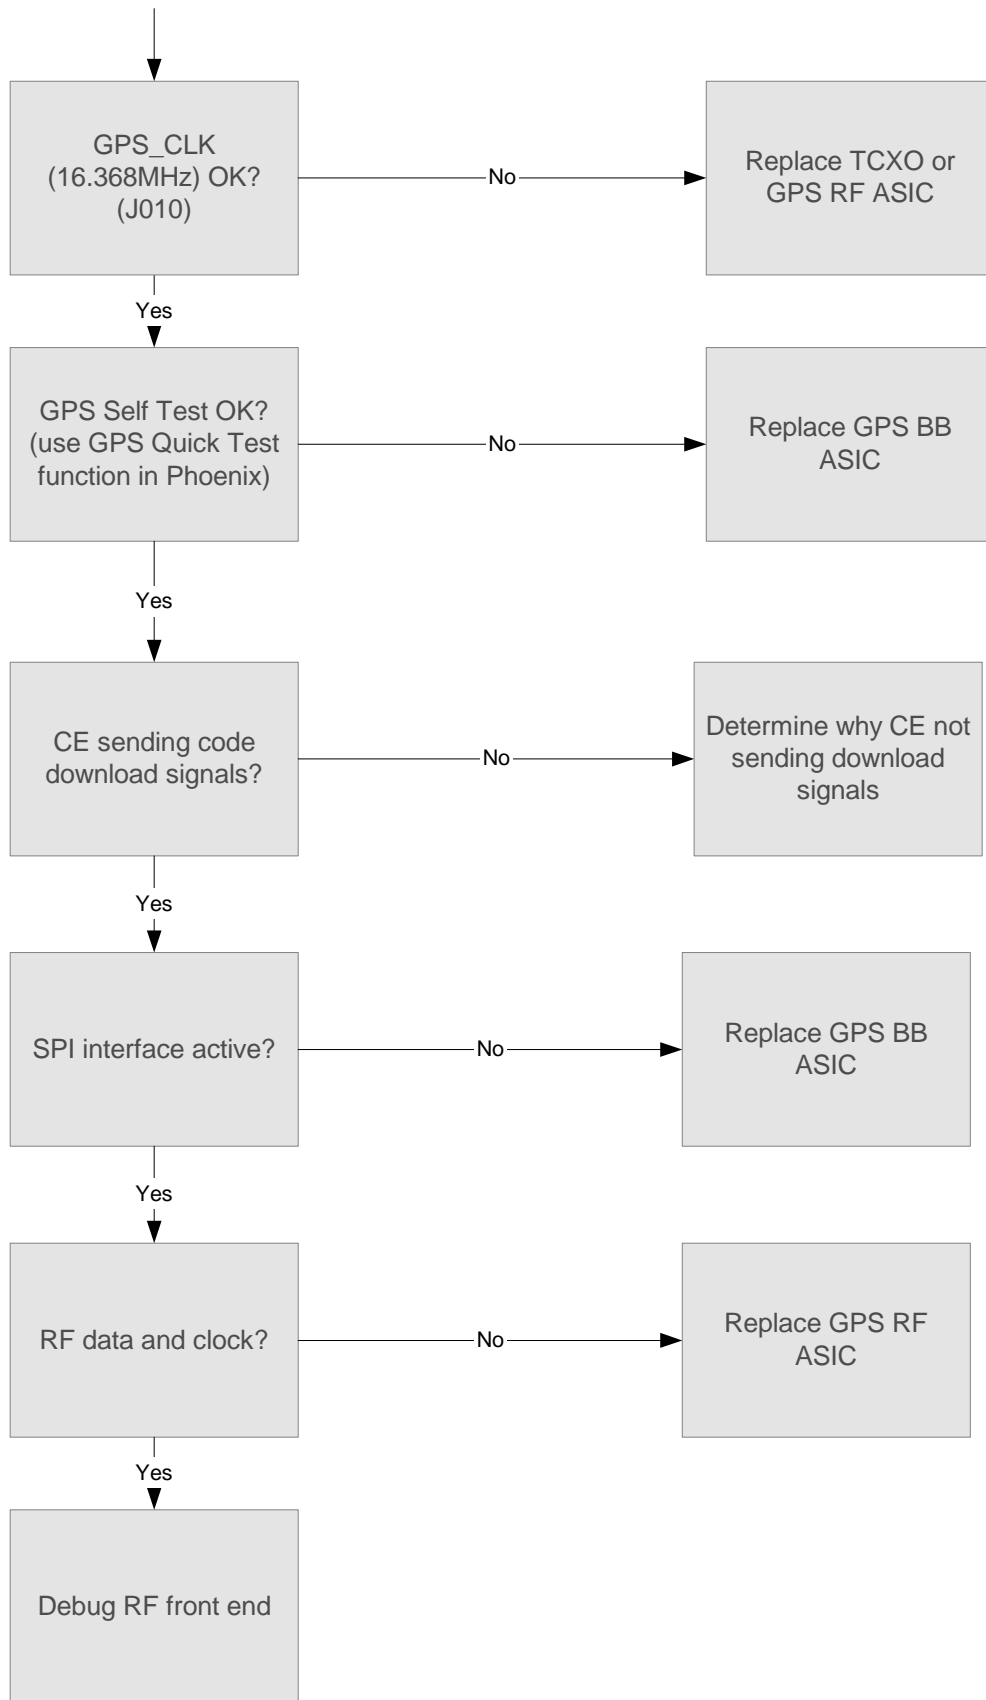 GPS_CLK
(16.368MHz) OK?
(J010)
No
Replace TCXO or
GPS RF ASIC
Yes
GPS Self Test OK?
(use GPS Quick Test
function in Phoenix)
No
Replace GPS BB
ASIC
Yes
CE sending code
download signals?
No
Determine why CE not
sending download
signals
Yes
SPI interface active?
No
Replace GPS BB
ASIC
Yes
RF data and clock?
No
Replace GPS RF
ASIC
Yes
Debug RF front end